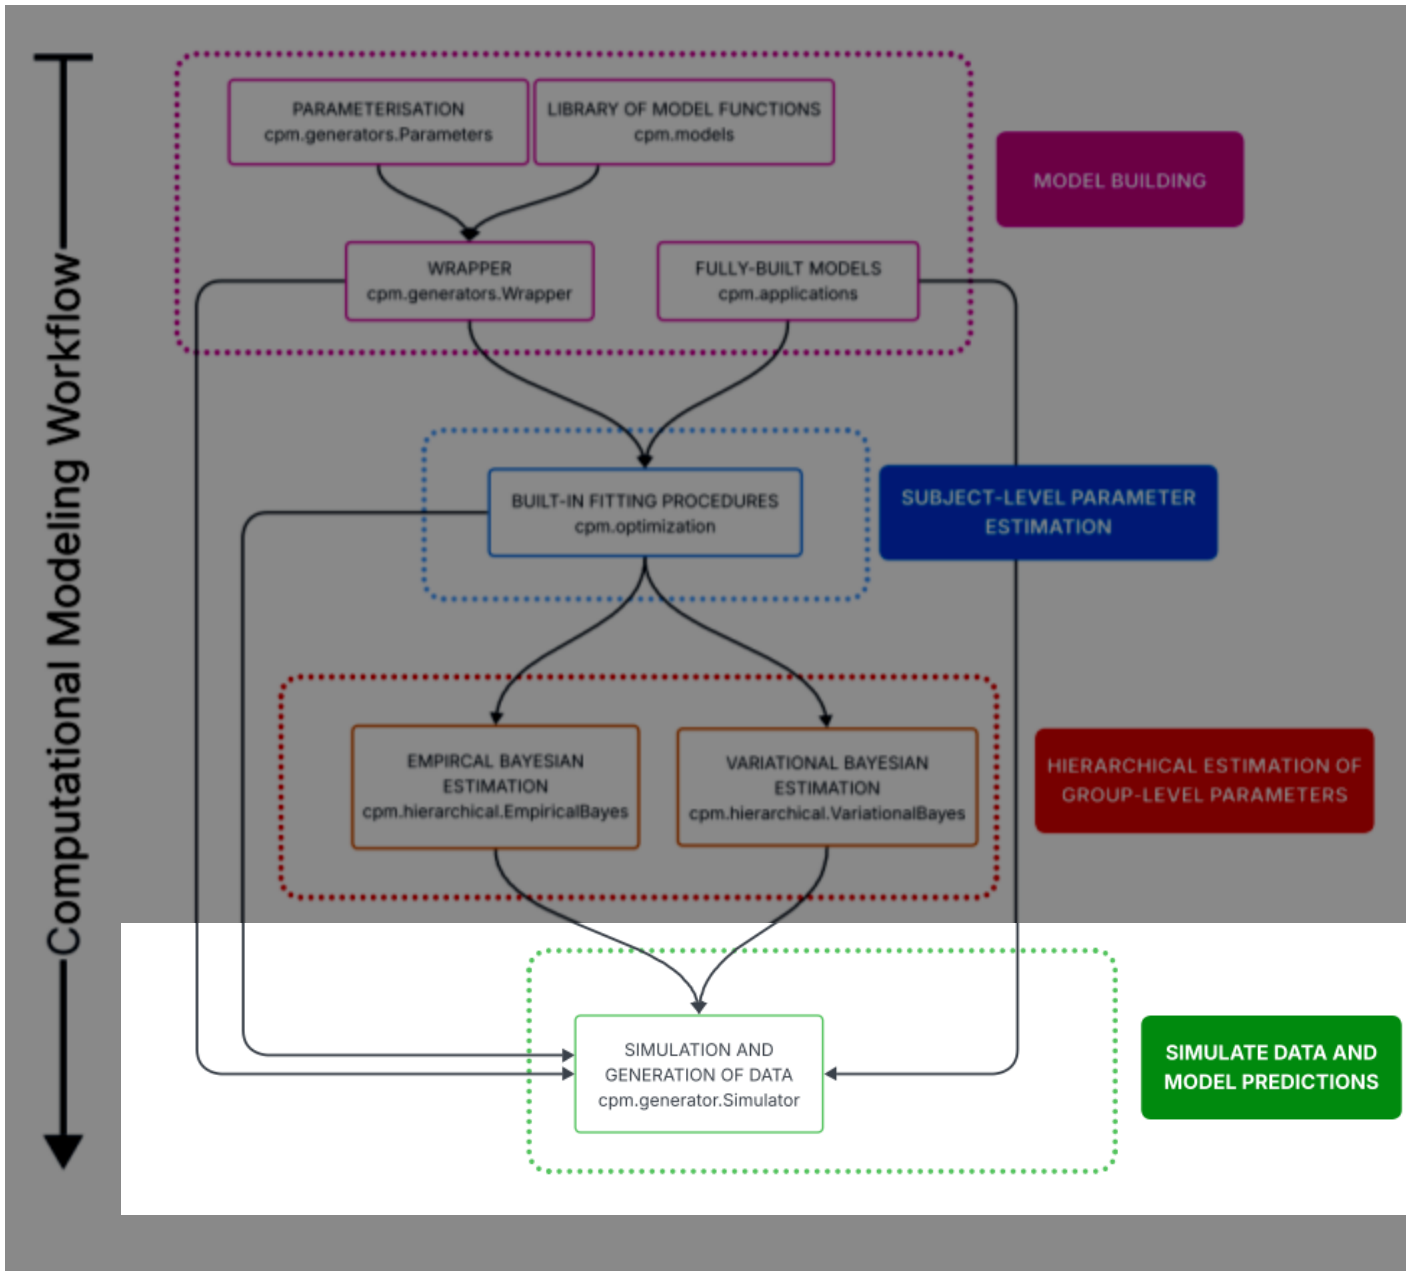 Computational Modeling Workflow
PARAMETERISATION
cpm.generators.Parameters
LIBRARY OF MODEL FUNCTIONS
cpm.models
MODEL BUILDING
WRAPPER
cpm.generators.Wrapper
FULLY-BUILT MODELS
cpm.applications
BUILT-IN FITTING PROCEDURES
cpm.optimization
SUBJECT-LEVEL PARAMETER
ESTIMATION
EMPIRCAL BAYESIAN
ESTIMATION
cpm.hierarchical.EmpiricalBayes
VARIATIONAL BAYESIAN
ESTIMATION
cpm.hierarchical.VariationalBayes
HIERARCHICAL ESTIMATION OF
GROUP-LEVEL PARAMETERS
SIMULATION AND
GENERATION OF DATA
cpm.generator.Simulator
SIMULATE DATA AND
MODEL PREDICTIONS